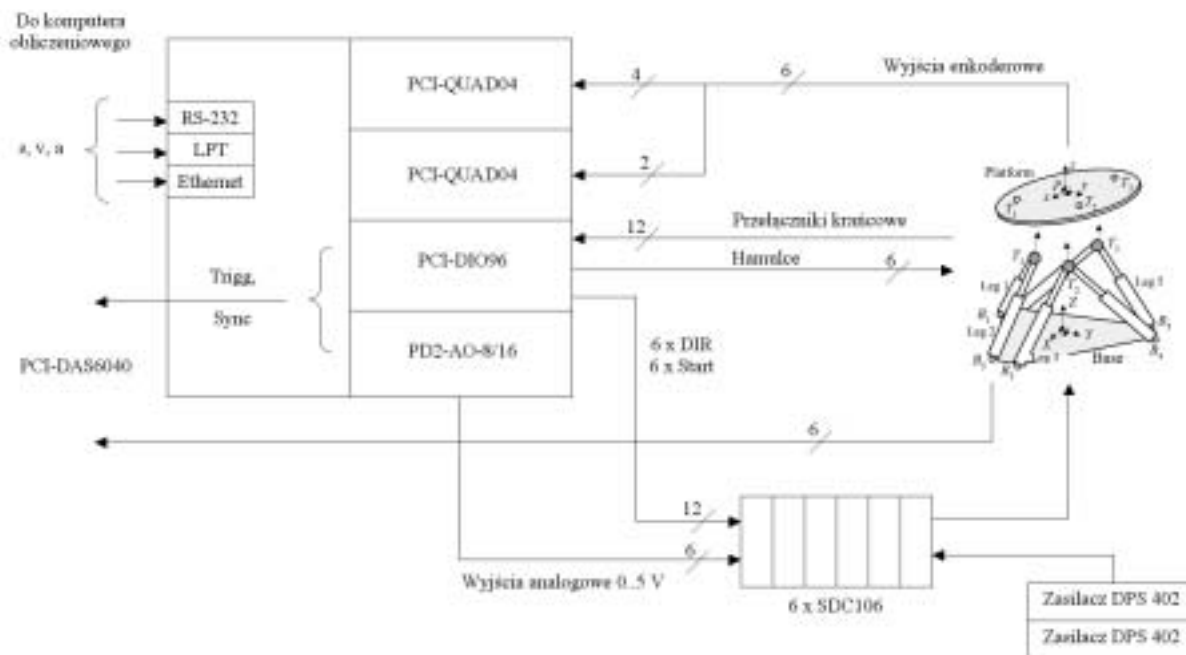 Do komputera
obliczeniowego
PCI-QUAD04
4
6
Wyjścia enkoderowe
RS-232
a, v, a
LPT
Ethernet
PCI-QUAD04
2
Platform
Przełączniki krańcowe
12
PCI-DIO96
Hamulce
6
Trigg,
Sync
PD2-AO-8/16
PCI-DAS6040
6 x DIR
6 x Start
Leg 2
Base
6
12
6
Wyjścia analogowe 0..5 V
6 x SDC106
Zasilacz DPS 402
Zasilacz DPS 402